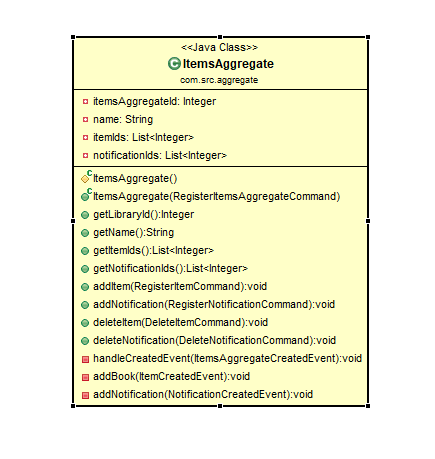 <<Java Class>>
ItemsAggregate
com.src.aggregate
itemsAggregateId: Integer
name: String
itemIds: List<Integer>
notificationIds: List<Integer>
ItemsAggregate()
ItemsAggregate(RegisterItemsAggregateCommand)
getLibraryId():Integer
getName():String
getItemIds():List<Integer>
getNotificationIds():List<Integer>
addItem(RegisterItemCommand):void
addNotification(RegisterNotificationCommand):void
deleteItem(DeleteItemCommand):void
deleteNotification(DeleteNotificationCommand):void
handleCreatedEvent(ItemsAggregateCreatedEvent):void
addBook(ItemCreatedEvent):void
addNotification(NotificationCreatedEvent):void